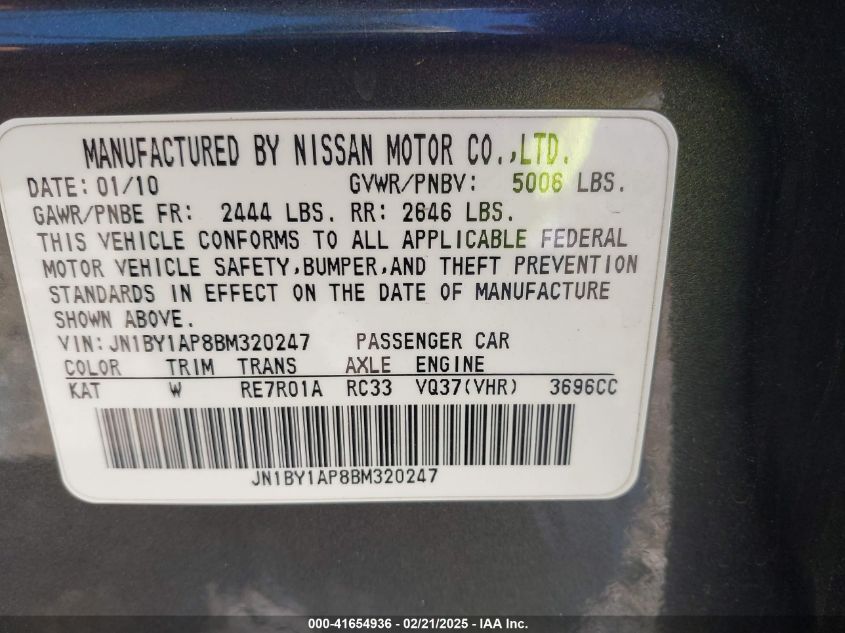 MANUFACTURED BY NISSAN MOTOR CO.,LTD.
DATE: 01/10 GVWR/PNBV: 5006 LBS.
GAWR/PNBE FR: 2444 LBS. RR: 2646 LBS.
THIS VEHICLE CONFORMS TO ALL APPLICABLE FEDERAL
MOTOR VEHICLE SAFETY,BUMPER,AND THEFT PREVENTION
STANDARDS IN EFFECT ON THE DATE OF MANUFACTURE
SHOWN ABOVE.
VIN: JN1BY1AP8BM320247 PASSENGER CAR
COLOR TRIM TRANS AXLE ENGINE
KAT W RE7R01A RC33 VQ37(VHR) 3696CC
JN1BY1AP8BM320247
000-41654936 - 02/21/2025 - IAA Inc.